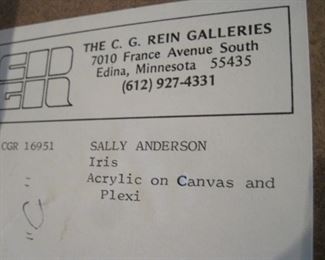 THE C. G. REIN GALLERIES
7010 France Avenue South
Edina, Minnesota 55435
(612) 927-4331
CGR 16951 SALLY ANDERSON
Iris
Acrylic on Canvas and
Plexi
"C"